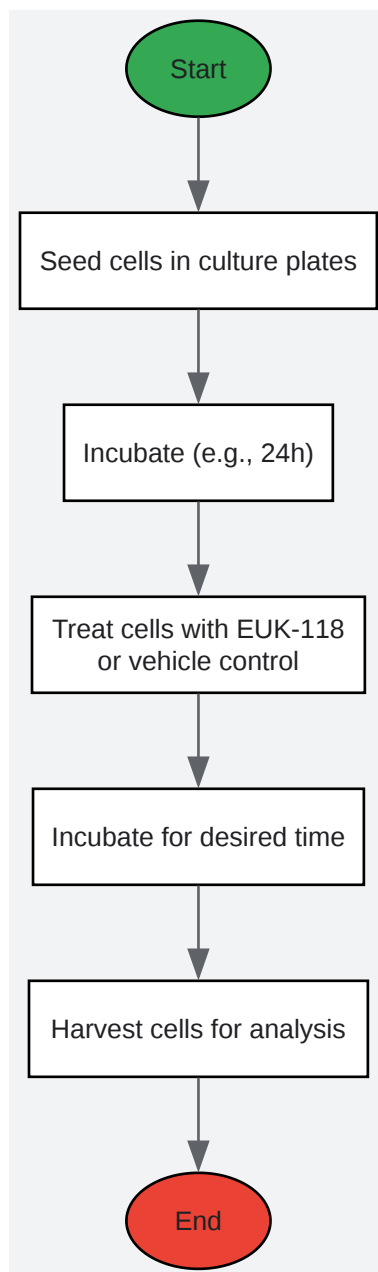 Start
Seed cells in culture plates
Incubate (e.g., 24h)
Treat cells with EUK-118
or vehicle control
Incubate for desired time
Harvest cells for analysis
End